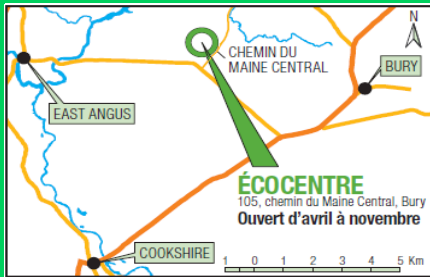 N
CHEMIN DU
MAINE CENTRAL
BURY
EAST ANGUS
ÉCOCENTRE
105, chemin du Maine Central, Bury
Ouvert d'avril à novembre
COOKSHIRE
1 0 1 2 3 4 5 Km